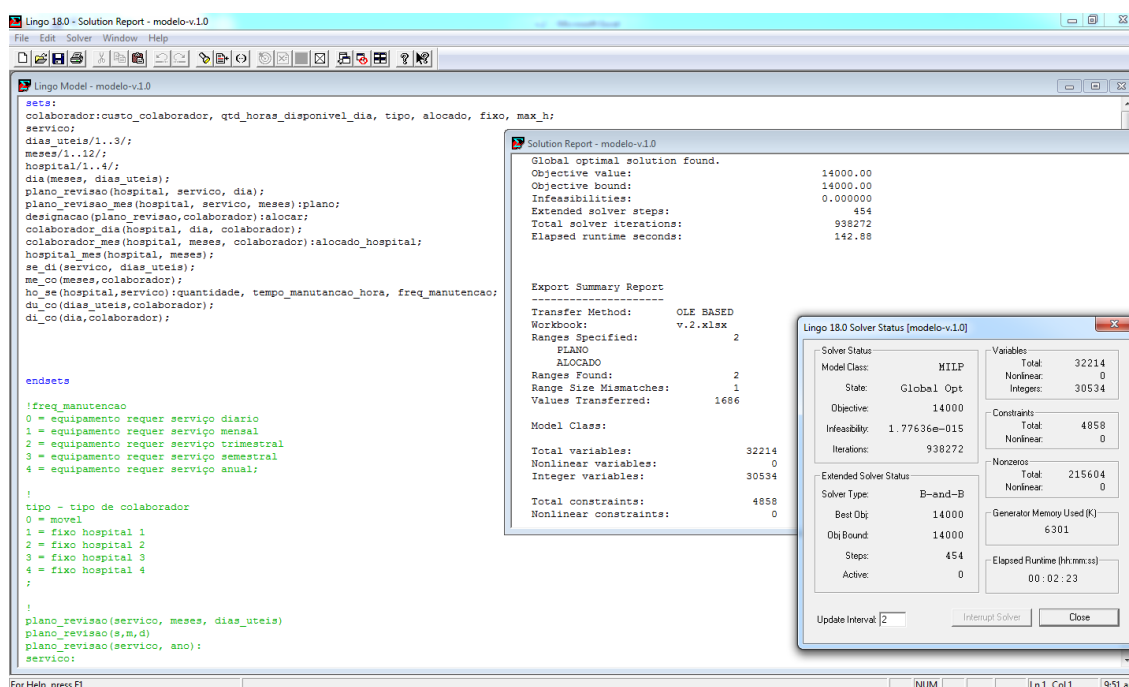 Lingo 18.0 - Solution Report - modelo-v.1.0
File Edit Solver Window Help
Lingo Model - modelo-v.1.0
sets:
colaborador:custo_colaborador, qtd_horas_disponivel_dia, tipo, alocado, fixo, max_h;
servico;
dias_uteis/1..3/;
meses/1..12/;
hospital/1..4/;
dia(meses, dias_uteis);
plano_revisao(hospital, servico, dia);
plano_revisao_mes(hospital, servico, meses):plano;
designacao(plano_revisao,colaborador):alocar;
colaborador_dia(hospital, dia, colaborador);
colaborador_mes(hospital, meses, colaborador):alocado_hospital;
hospital_mes(hospital, meses);
se_di(servico, dias_uteis);
me_co(meses,colaborador);
ho_se(hospital,servico):quantidade, tempo_manutancao_hora, freq_manutencao;
du_co(dias_uteis,colaborador);
di_co(dia,colaborador);
endsets
!freq_manutencao
0 = equipamento requer serviço diario
1 = equipamento requer serviço mensal
2 = equipamento requer serviço trimestral
3 = equipamento requer serviço semestral
4 = equipamento requer serviço anual;
!
tipo - tipo de colaborador
0 = movel
1 = fixo hospital 1
2 = fixo hospital 2
3 = fixo hospital 3
4 = fixo hospital 4
;
!
plano_revisao(servico, meses, dias_uteis)
plano_revisao(s,m,d)
plano_revisao(servico, ano):
servico:
Solution Report - modelo-v.1.0
Global optimal solution found.
Objective value: 14000.00
Objective bound: 14000.00
Infeasibilities: 0.000000
Extended solver steps: 454
Total solver iterations: 938272
Elapsed runtime seconds: 142.88
Export Summary Report
---------------------
Transfer Method: OLE BASED
Workbook: v.2.xlsx
Ranges Specified: 2
PLANO
ALOCADO
Ranges Found: 2
Range Size Mismatches: 1
Values Transferred: 1686
Model Class:
Total variables: 32214
Nonlinear variables: 0
Integer variables: 30534
Total constraints: 4858
Nonlinear constraints: 0
Lingo 18.0 Solver Status [modelo-v.1.0]
Solver Status
Model Class: MILP
State: Global Opt
Objective: 14000
Infeasibility: 1.77636e-015
Iterations: 938272
Extended Solver Status
Solver Type: B-and-B
Best Obj: 14000
Obj Bound: 14000
Steps: 454
Active: 0
Update Interval: 2
Variables
Total: 32214
Nonlinear: 0
Integers: 30534
Constraints
Total: 4858
Nonlinear: 0
Nonzeros
Total: 215604
Nonlinear: 0
Generator Memory Used (K)
6301
Elapsed Runtime (hh:mm:ss)
00:02:23
Interrupt Solver
Close
For Help, press F1
NUM
Ln 1, Col 1